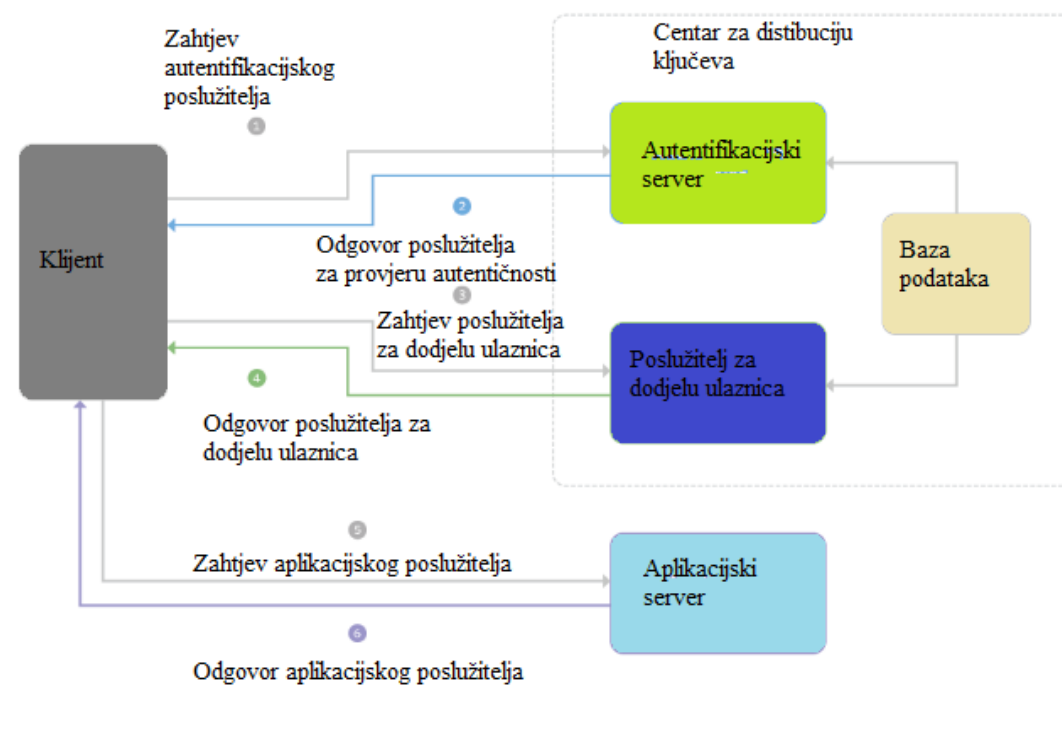 Zahtjev
autentifikacijskog
poslužitelja
1
Centar za distibuciju
ključeva
Autentifikacijski
server
2
Odgovor poslužitelja
za provjeru autentičnosti
Klijent
Baza
podataka
3
Zahtjev poslužitelja
za dodjelu ulaznica
Poslužitelj za
dodjelu ulaznica
4
Odgovor poslužitelja za
dodjelu ulaznica
5
Zahtjev aplikacijskog poslužitelja
Aplikacijski
server
6
Odgovor aplikacijskog poslužitelja